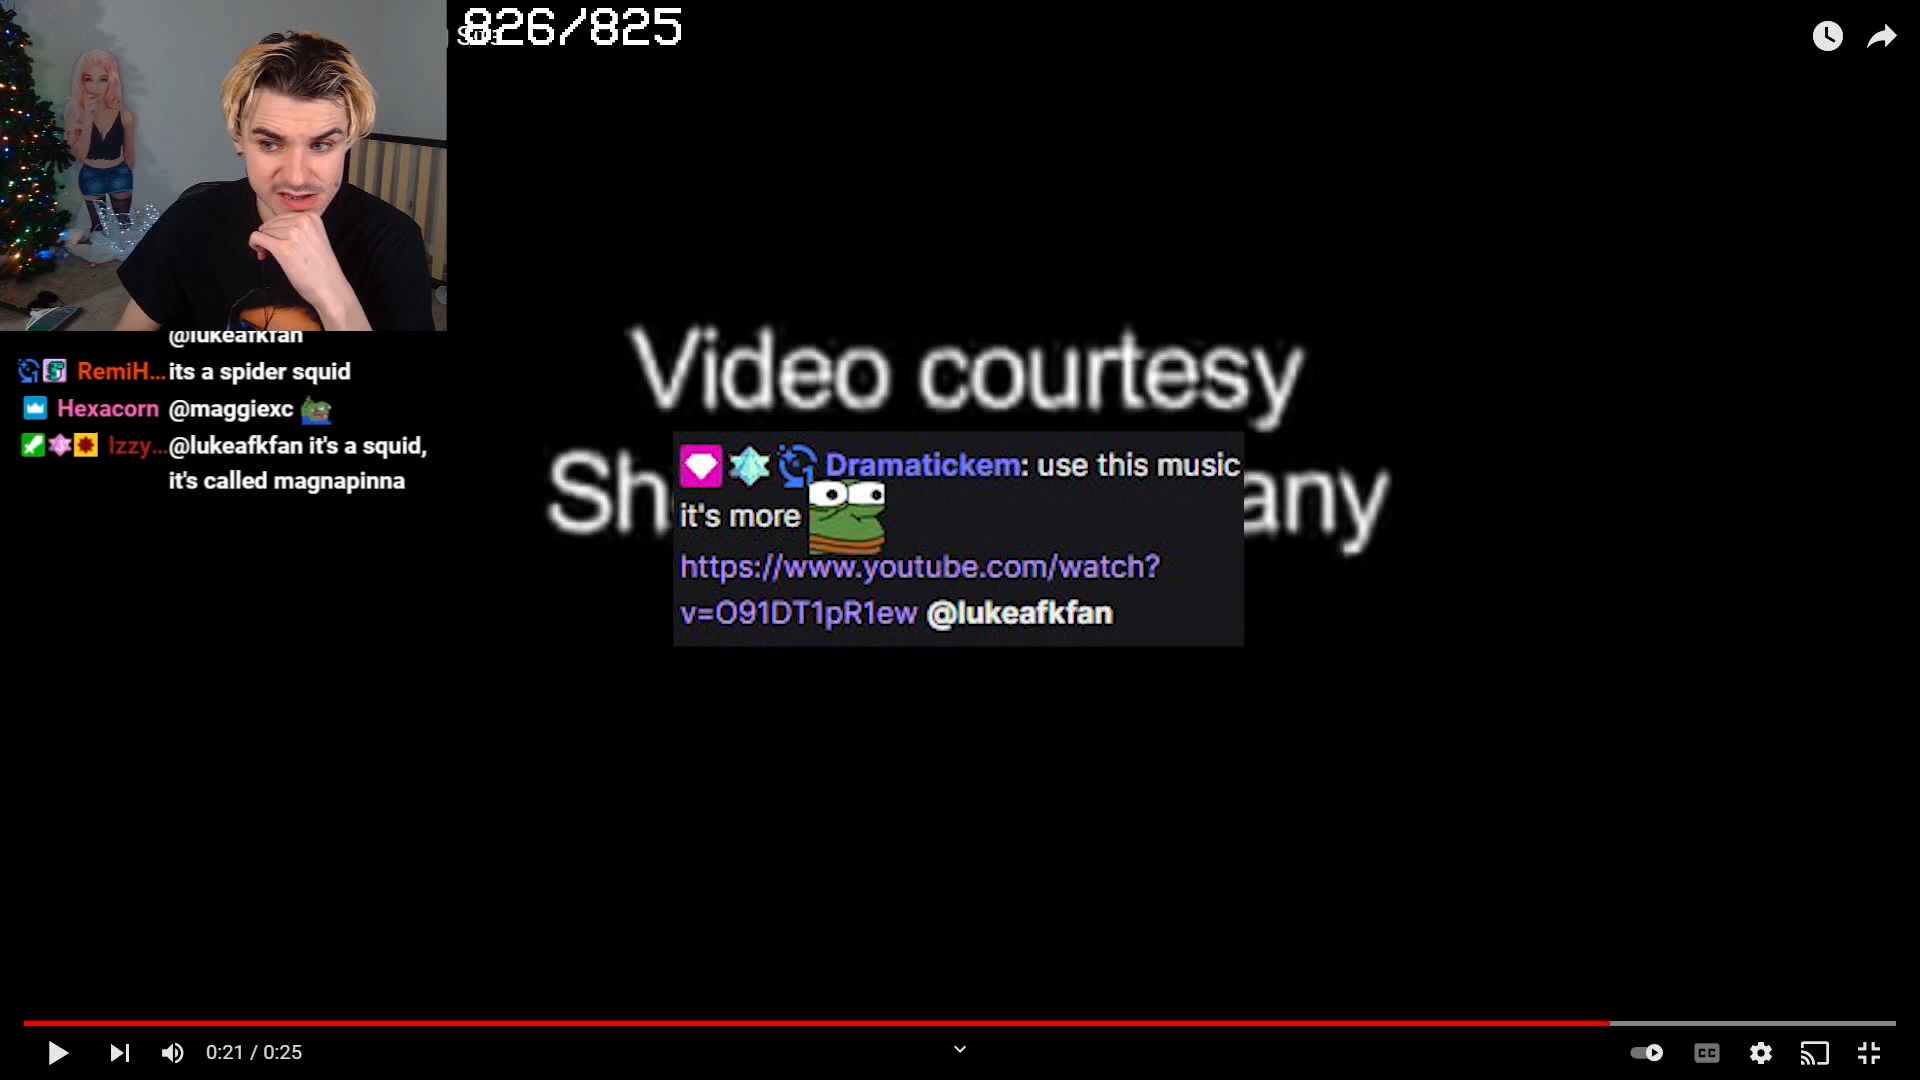 826/825
@lukeafkfan
RemiH... its a spider squid
Hexacorn @maggiexc
Izzy... @lukeafkfan it's a squid,
it's called magnapinna
Video courtesy
Sh any
Dramatickem: use this music
it's more
https://www.youtube.com/watch?
v=O91DT1pR1ew @lukeafkfan
0:21 / 0:25
CC